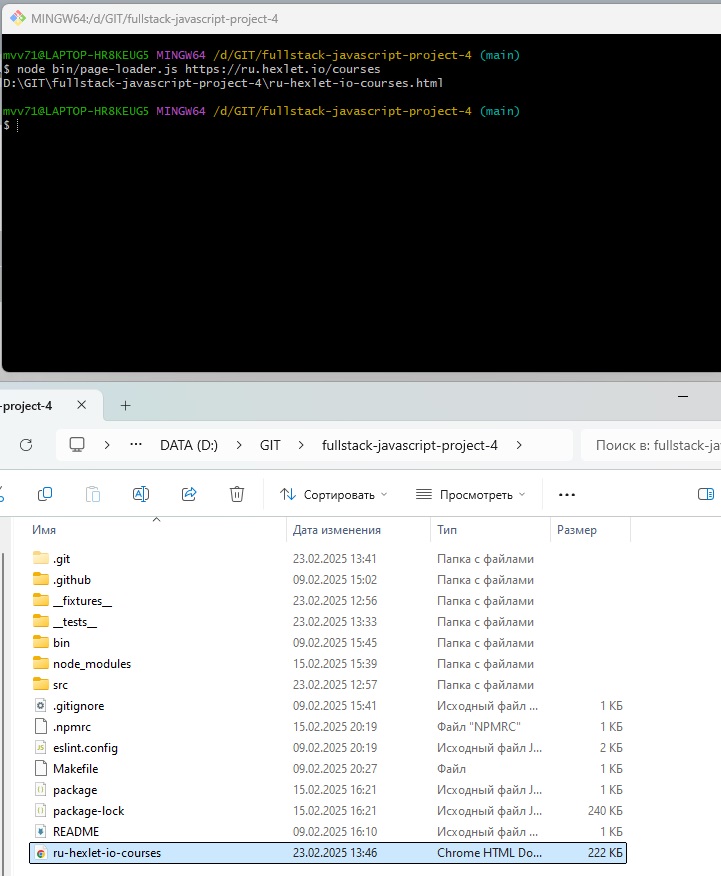 MINGW64:/d/GIT/fullstack-javascript-project-4
mvv71@LAPTOP-HR8KEUG5 MINGW64 /d/GIT/fullstack-javascript-project-4 (main)
$ node bin/page-loader.js https://ru.hexlet.io/courses
D:\GIT\fullstack-javascript-project-4\ru-hexlet-io-courses.html
mvv71@LAPTOP-HR8KEUG5 MINGW64 /d/GIT/fullstack-javascript-project-4 (main)
$
-project-4
... DATA (D:) > GIT > fullstack-javascript-project-4 > Поиск в: fullstack-ja
Сортировать Просмотреть ...
Имя Дата изменения Тип Размер
.git 23.02.2025 13:41 Папка с файлами
.github 09.02.2025 15:02 Папка с файлами
__fixtures__ 23.02.2025 12:56 Папка с файлами
__tests__ 23.02.2025 13:33 Папка с файлами
bin 09.02.2025 15:45 Папка с файлами
node_modules 15.02.2025 15:39 Папка с файлами
src 23.02.2025 12:57 Папка с файлами
.gitignore 09.02.2025 15:41 Исходный файл ... 1 КБ
.npmrc 15.02.2025 20:19 Файл "NPMRC" 1 КБ
eslint.config 09.02.2025 20:19 Исходный файл J... 2 КБ
Makefile 09.02.2025 20:27 Файл 1 КБ
package 15.02.2025 16:21 Исходный файл J... 1 КБ
package-lock 15.02.2025 16:21 Исходный файл J... 240 КБ
README 09.02.2025 16:10 Исходный файл ... 1 КБ
ru-hexlet-io-courses 23.02.2025 13:46 Chrome HTML Do... 222 КБ